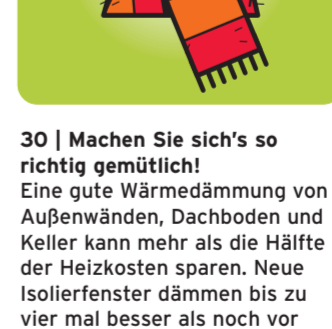 30 | Machen Sie sich's so
richtig gemütlich!
Eine gute Wärmedämmung von
Außenwänden, Dachboden und
Keller kann mehr als die Hälfte
der Heizkosten sparen. Neue
Isolierfenster dämmen bis zu
vier mal besser als noch vor